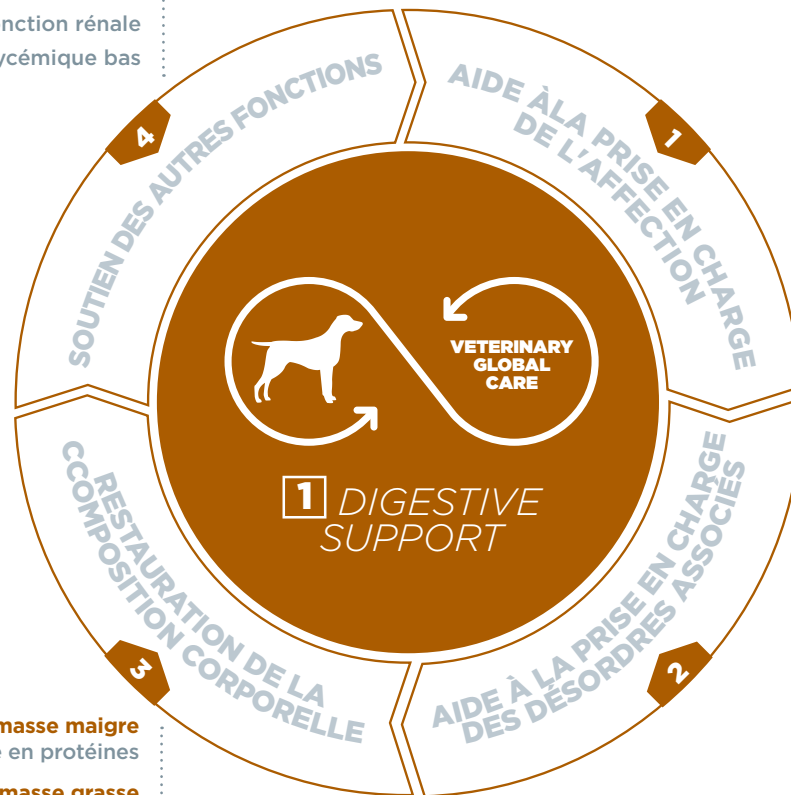 nction rénale
ycémique bas
4
SOUTIEN DES AUTRES FONCTIONS
1
AIDE ÀLA PRISE EN CHARGE
DE L'AFFECTION
VETERINARY
GLOBAL
CARE
1 DIGESTIVE
SUPPORT
3
RESTAURATION DE LA
CCOMPOSITION CORPORELLE
2
AIDE À LA PRISE EN CHARGE
DES DÉSORDRES ASSOCIÉS
masse maigre
en protéines
masse grasse